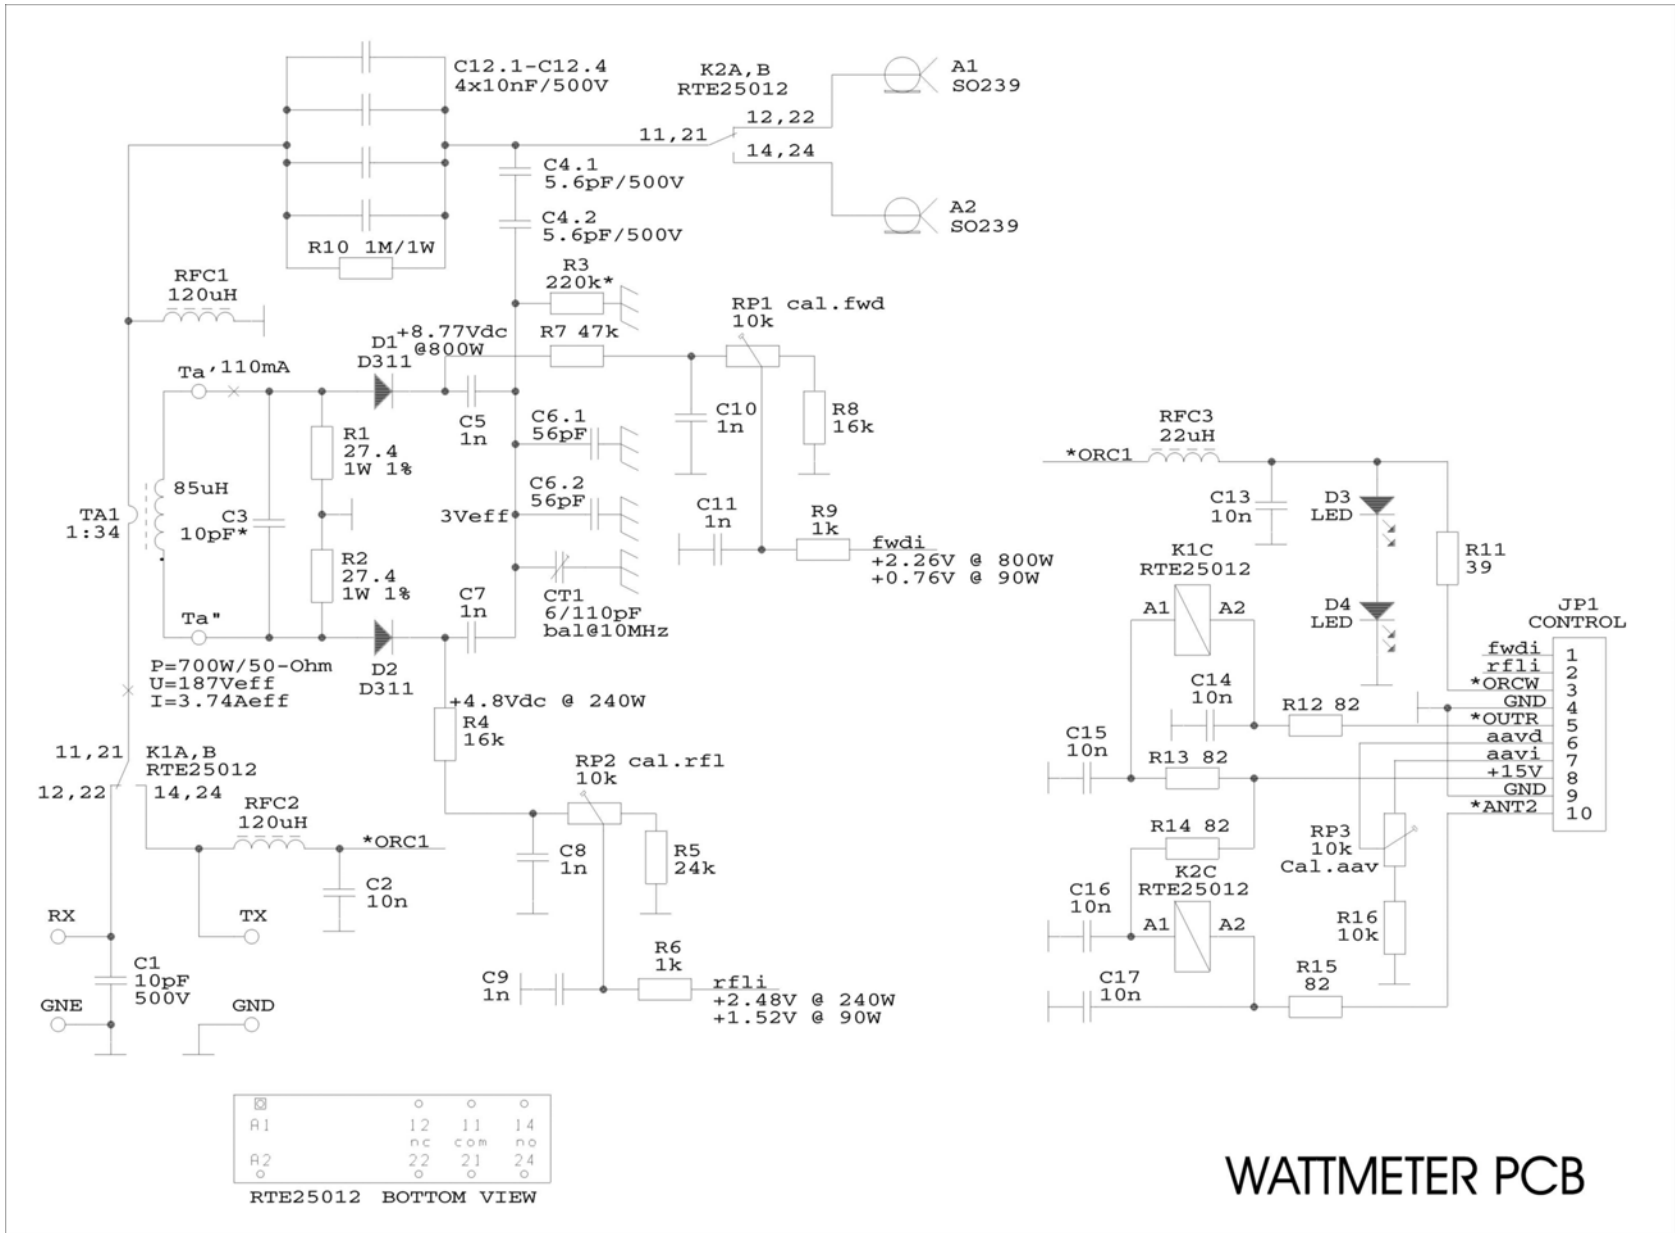 C12.1-C12.4
4x10nF/500V
K2A,B
RTE25012
A1
SO239
12,22
11,21
14,24
C4.1
5.6pF/500V
A2
SO239
C4.2
5.6pF/500V
R10 1M/1W
RFC1
120uH
R3
220k*
RP1 cal.fwd
10k
+8.77Vdc
@800W
R7 47k
D1
D311
Ta' 110mA
C5
1n
C6.1
56pF
C10
1n
R8
16k
R1
27.4
1W 1%
RFC3
22uH
*ORC1
85uH
C6.2
56pF
TA1
1:34
C3
10pF*
3Veff
C11
1n
R9
1k
C13
10n
D3
LED
fwdi
+2.26V @ 800W
+0.76V @ 90W
R2
27.4
1W 1%
R11
39
K1C
RTE25012
C7
1n
CT1
6/110pF
bal@10MHz
A1
A2
D4
LED
JP1
CONTROL
Ta"
D2
D311
P=700W/50-Ohm
U=187Veff
I=3.74Aeff
fwdi 1
rfli 2
*ORCW 3
GND 4
*OUTR 5
aavd 6
aavi 7
+15V 8
GND 9
*ANT2 10
+4.8Vdc @ 240W
R4
16k
C14
10n
R12 82
C15
10n
R13 82
11,21
K1A,B
RTE25012
12,22
14,24
RP2 cal.rfl
10k
RFC2
120uH
*ORC1
R14 82
RP3
10k
Cal.aav
C8
1n
R5
24k
K2C
RTE25012
C2
10n
C16
10n
A1
A2
RX
TX
R16
10k
C1
10pF
500V
R6
1k
C9
1n
rfli
+2.48V @ 240W
+1.52V @ 90W
C17
10n
R15
82
GNE
GND
A1 12 11 14
nc com no
A2 22 21 24
RTE25012 BOTTOM VIEW
WATTMETER PCB